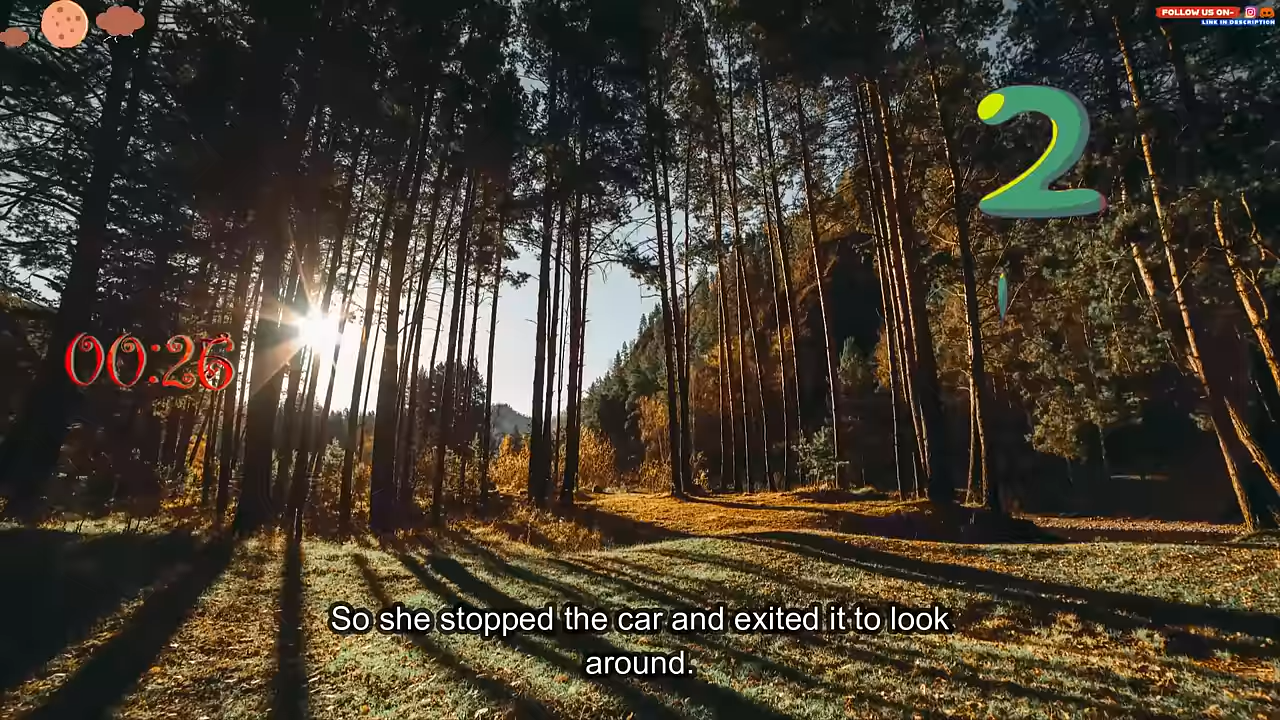 FOLLOW US ON-
LINK IN DESCRIPTION
2
00:26
So she stopped the car and exited it to look
around.